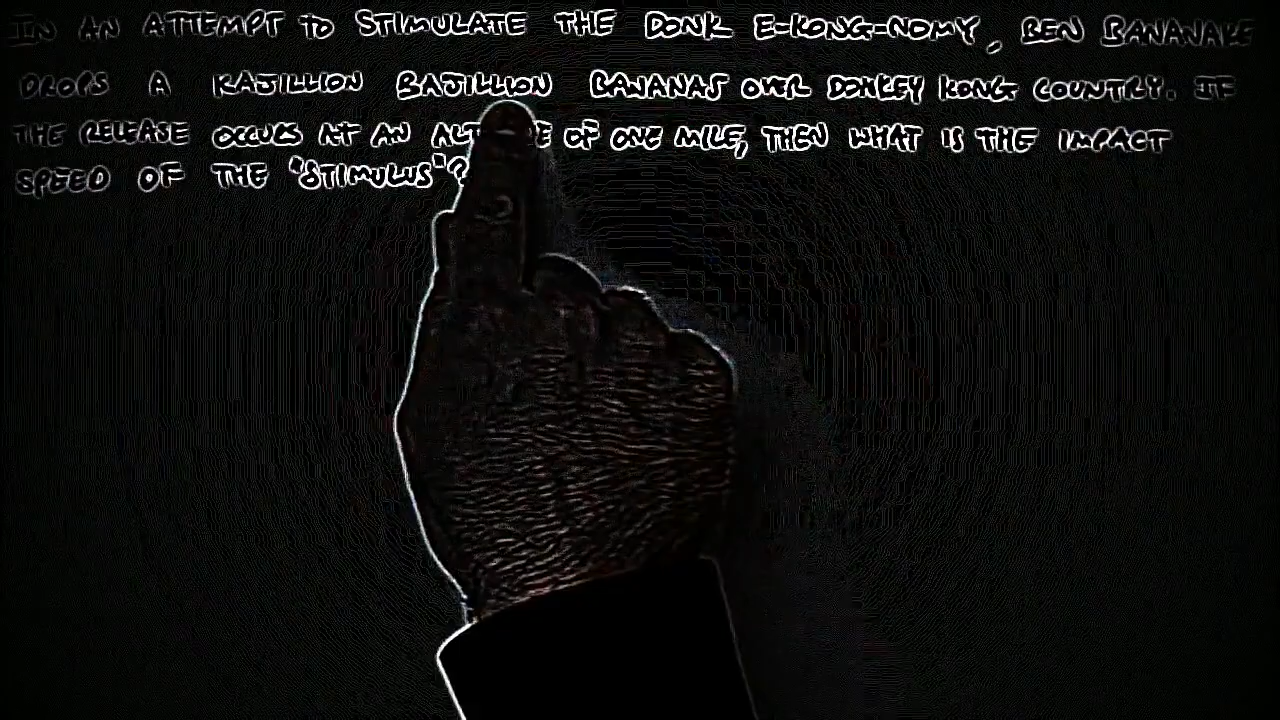 IN AN ATTEMPT TO STIMULATE THE DONK E-KONG-NOMY, BEN BANANAKE
DROPS A KAJILLION BAJILLION BANANAS OVER DONKEY KONG COUNTRY. IF
THE RELEASE OCCURS AT AN OF ONE MILE, THEN WHAT IS THE IMPACT
SPEED OF THE "STIMULUS"?